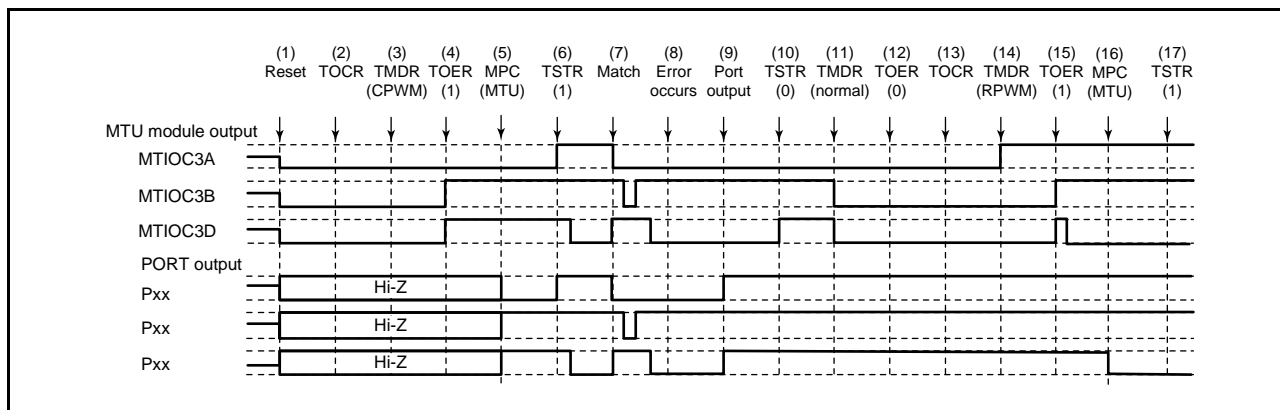 (1) (2) (3) (4) (5) (6) (7) (8) (9) (10) (11) (12) (13) (14) (15) (16) (17)
Reset TOCR TMDR TOER MPC TSTR Match Error Port TSTR TMDR TOER TOCR TMDR TOER MPC TSTR
(CPWM) (1) (MTU) (1) occurs output (0) (normal) (0) (RPWM) (1) (MTU) (1)
MTU module output
MTIOC3A
MTIOC3B
MTIOC3D
PORT output
Pxx Hi-Z
Pxx Hi-Z
Pxx Hi-Z